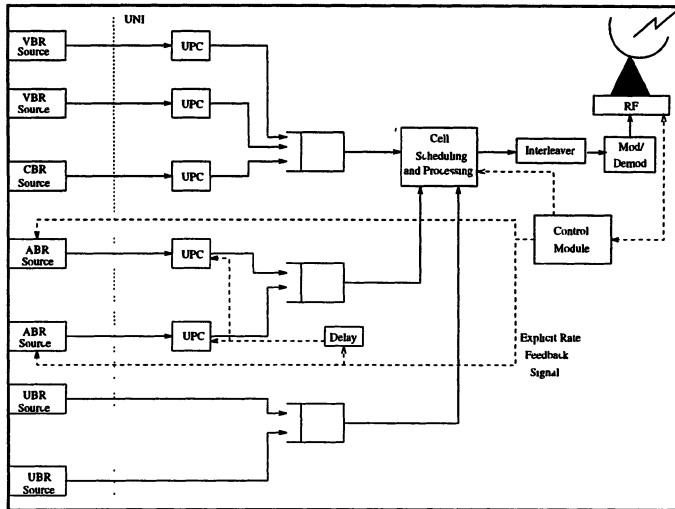 UNI
VBR
Source
UPC
VBR
Source
UPC
CBR
Source
UPC
Cell
Scheduling
and Processing
Interleaver
Mod/
Demod
RF
Control
Module
ABR
Source
UPC
ABR
Source
UPC
Delay
Explicit Rate
Feedback
Signal
UBR
Source
UBR
Source